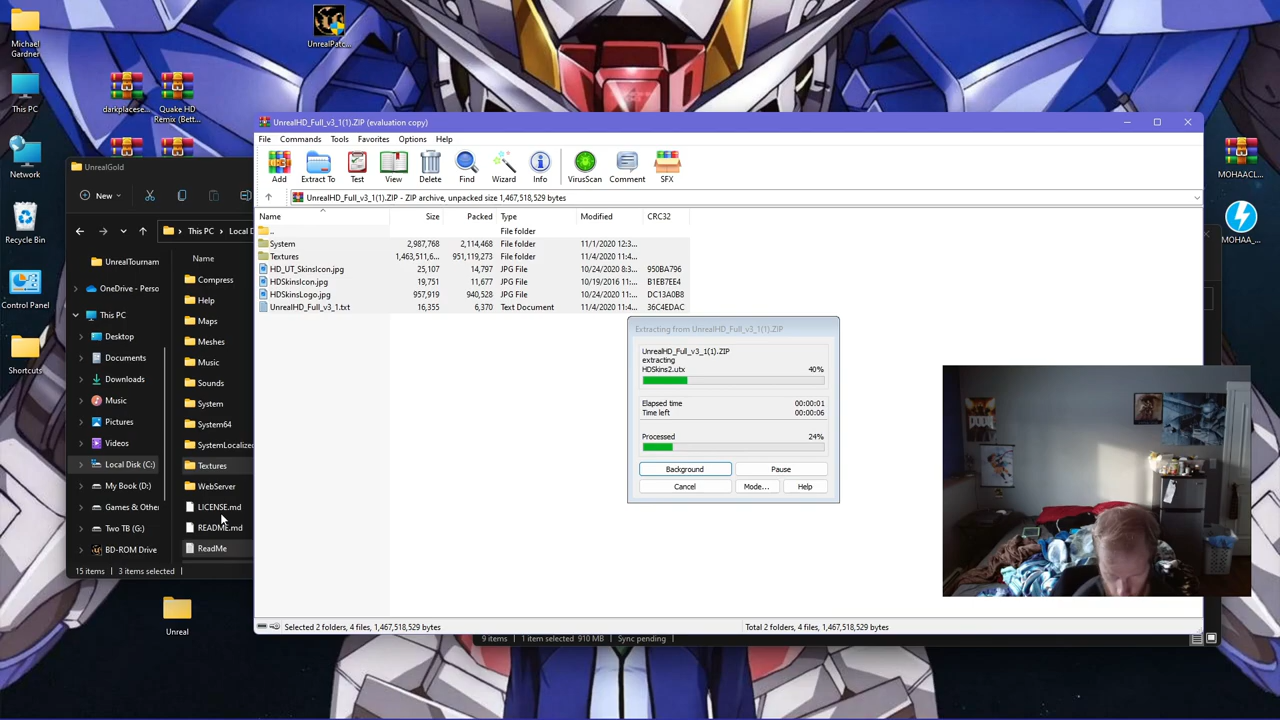 Michael
Gardner
This PC
Network
Recycle Bin
Control Panel
Shortcuts
UnrealPatc...
darkplacese...
Quake HD
Remix (Bett...
Unreal
MOHAACL...
MOHAA_...
UnrealGold
New
This PC
Local D
UnrealTournam
OneDrive - Perso
This PC
Desktop
Documents
Downloads
Music
Pictures
Videos
Local Disk (C:)
My Book (D:)
Games & Othe
Two TB (G:)
BD-ROM Drive
Name
Compress
Help
Maps
Meshes
Music
Sounds
System
System64
SystemLocalized
Textures
WebServer
LICENSE.md
README.md
ReadMe
15 items
3 items selected
UnrealHD_Full_v3_1(1).ZIP (evaluation copy)
File Commands Tools Favorites Options Help
Add Extract To Test View Delete Find Wizard Info VirusScan Comment SFX
UnrealHD_Full_v3_1(1).ZIP - ZIP archive, unpacked size 1,467,518,529 bytes
Name Size Packed Type Modified CRC32
.. File folder
System 2,987,768 2,114,468 File folder 11/1/2020 12:3...
Textures 1,463,511,6... 951,119,273 File folder 11/4/2020 11:4...
HD_UT_SkinsIcon.jpg 25,107 14,797 JPG File 10/24/2020 8:3... 950BA796
HDSkinsIcon.jpg 19,751 11,677 JPG File 10/19/2016 11:... B1EB7EE4
HDSkinsLogo.jpg 957,919 940,528 JPG File 10/24/2020 11:... DC13A0B8
UnrealHD_Full_v3_1.txt 16,355 6,370 Text Document 11/4/2020 11:4... 36C4EDAC
Extracting from UnrealHD_Full_v3_1(1).ZIP
UnrealHD_Full_v3_1(1).ZIP
extracting
HDSkins2.utx 40%
Elapsed time 00:00:01
Time left 00:00:06
Processed 24%
Background Pause
Cancel Mode... Help
Selected 2 folders, 4 files, 1,467,518,529 bytes
Total 2 folders, 4 files, 1,467,518,529 bytes
9 items 1 item selected 910 MB Sync pending